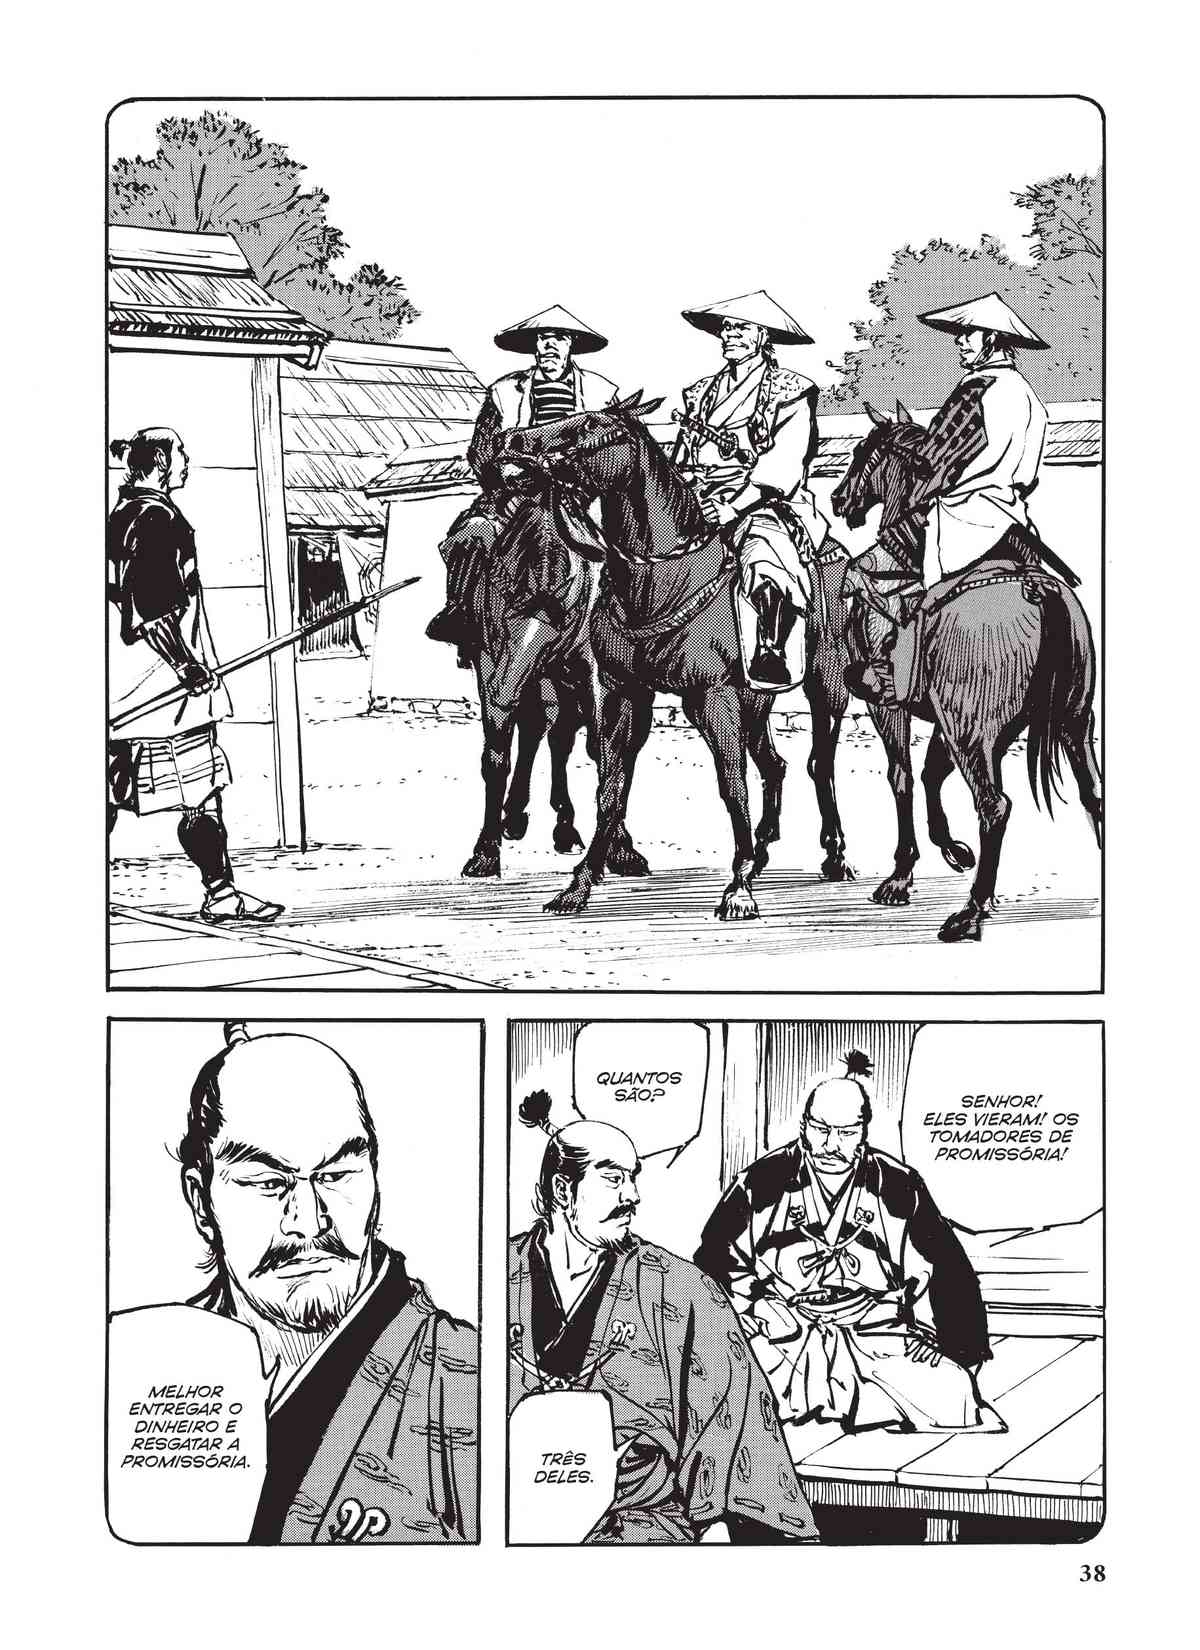 SENHOR!
ELES VIERAM! OS
TOMADORES DE
PROMISSÓRIA!
QUANTOS
SÃO?
TRÊS
DELES.
MELHOR
ENTREGAR O
DINHEIRO E
RESGATAR A
PROMISSÓRIA.
38